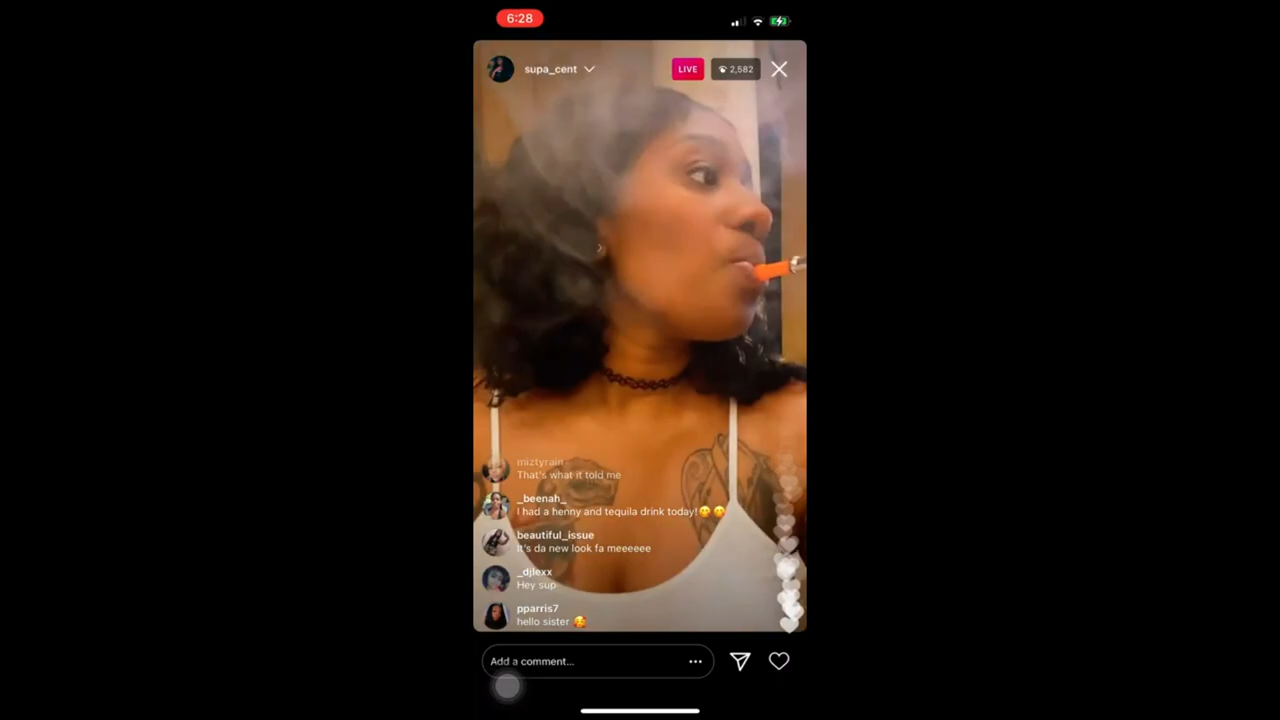 6:28
supa_cent
LIVE
2,582
miztyrain
That's what it told me
_beenah_
I had a henny and tequila drink today!😋😋
beautiful_issue
It's da new look fa meeeeee
_djlexx
Hey sup
pparris7
hello sister 🥰
Add a comment...